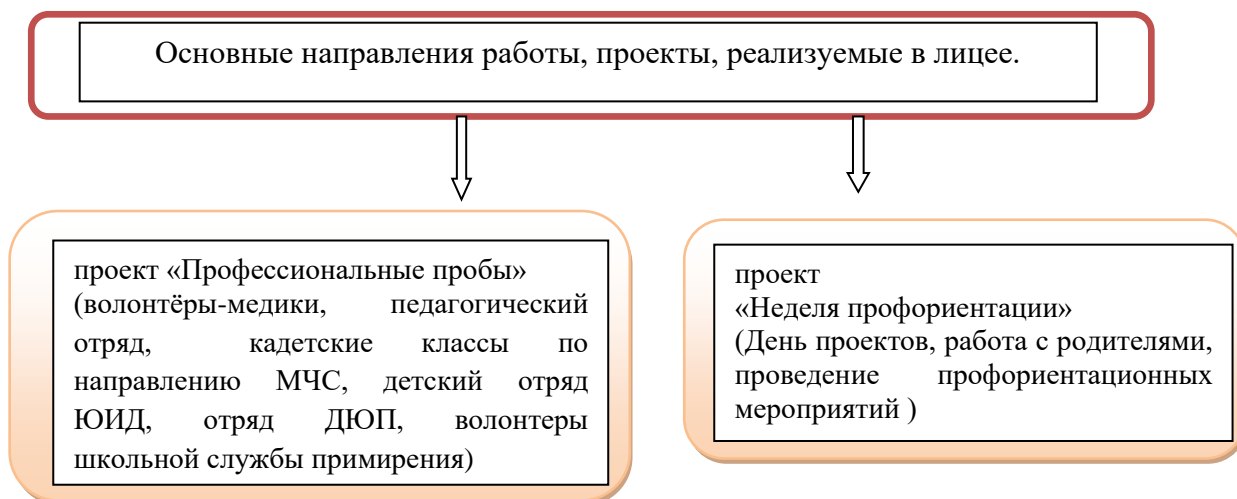 Основные направления работы, проекты, реализуемые в лицее.
проект «Профессиональные пробы»
(волонтёры-медики, педагогический
отряд, кадетские классы по
направлению МЧС, детский отряд
ЮИД, отряд ДЮП, волонтеры
школьной службы примирения)
проект
«Неделя профориентации»
(День проектов, работа с родителями,
проведение профориентационных
мероприятий )